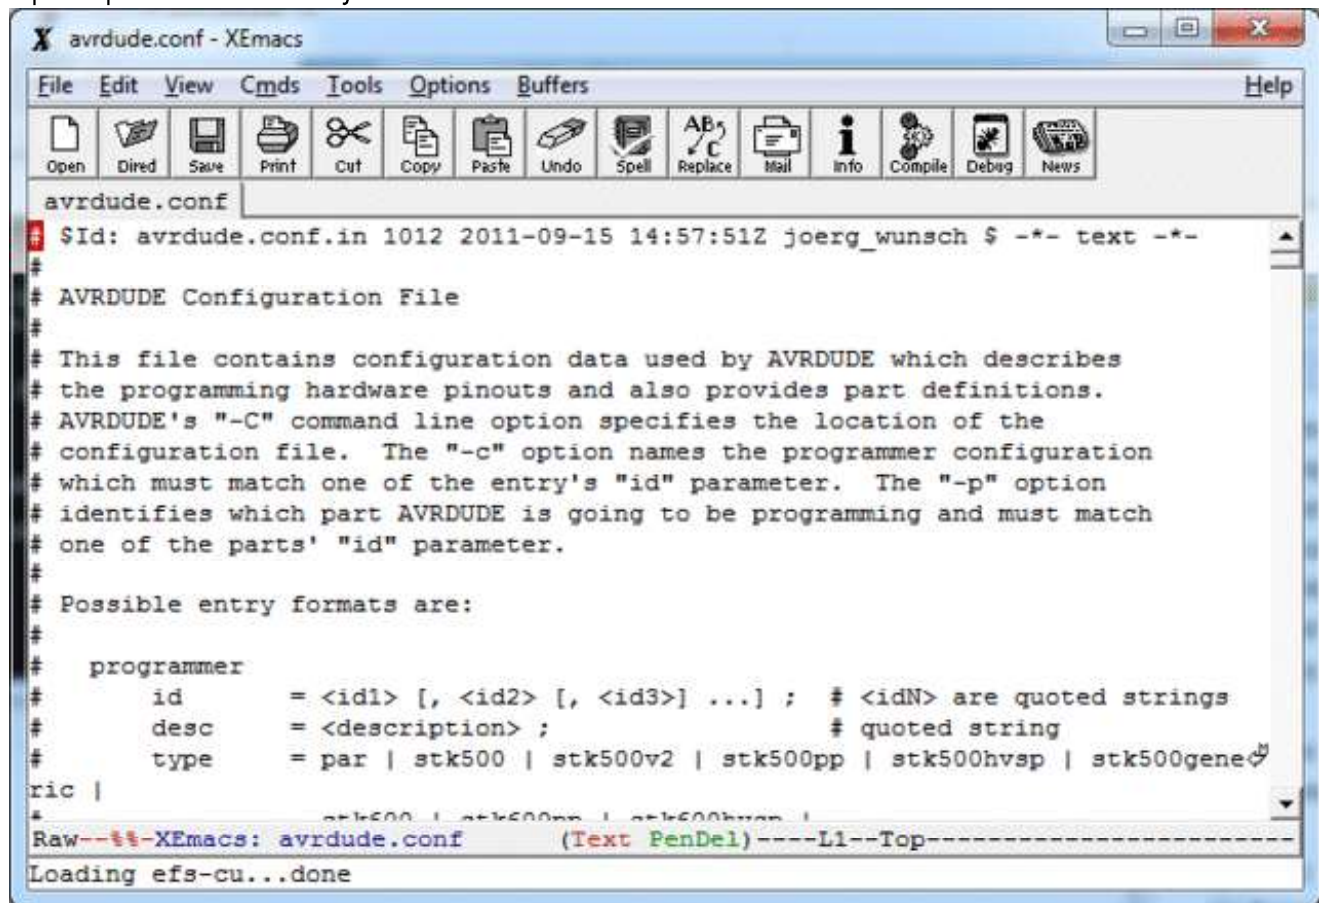 avrdude.conf - XEmacs
File Edit View Cmds Tools Options Buffers Help
Open Dired Save Print Cut Copy Paste Undo Spell Replace Mail Info Compile Debug News
avrdude.conf
# $Id: avrdude.conf.in 1012 2011-09-15 14:57:51Z joerg_wunsch $ -*- text -*-
#
# AVRDUDE Configuration File
#
# This file contains configuration data used by AVRDUDE which describes
# the programming hardware pinouts and also provides part definitions.
# AVRDUDE's "-C" command line option specifies the location of the
# configuration file.  The "-c" option names the programmer configuration
# which must match one of the entry's "id" parameter.  The "-p" option
# identifies which part AVRDUDE is going to be programming and must match
# one of the parts' "id" parameter.
#
# Possible entry formats are:
#
#   programmer
#       id       = <id1> [, <id2> [, <id3>] ...] ;  # <idN> are quoted strings
#       desc     = <description> ;                  # quoted string
#       type     = par | stk500 | stk500v2 | stk500pp | stk500hvsp | stk500gene
ric |
# stk600 | stk600pp | stk600hvsp |
Raw--%%-XEmacs: avrdude.conf      (Text PenDel)----L1--Top--------------------------
Loading efs-cu...done